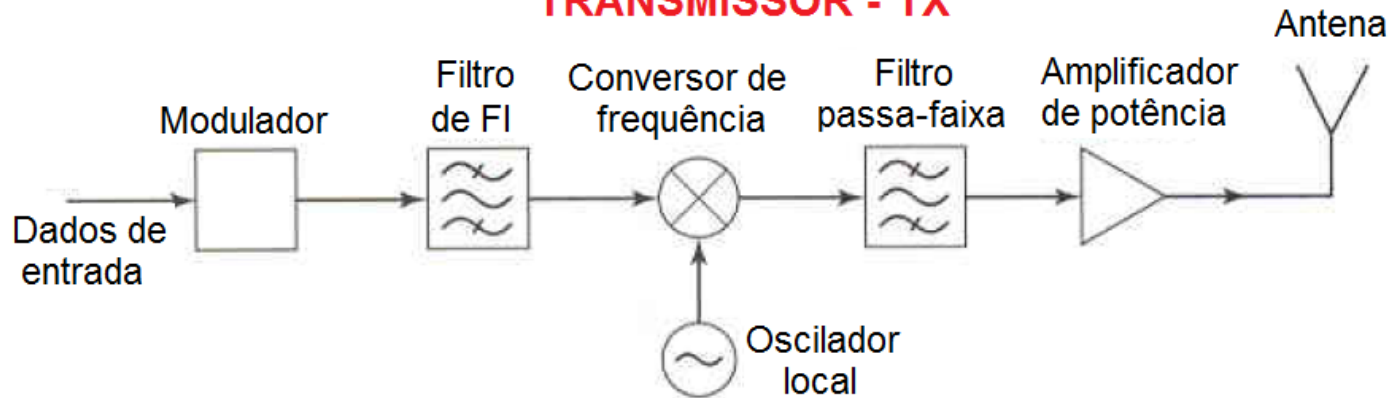 TRANSMISSOR - TX
Antena
Filtro
de FI
Conversor de
frequência
Filtro
passa-faixa
Amplificador
de potência
Modulador
Dados de
entrada
Oscilador
local